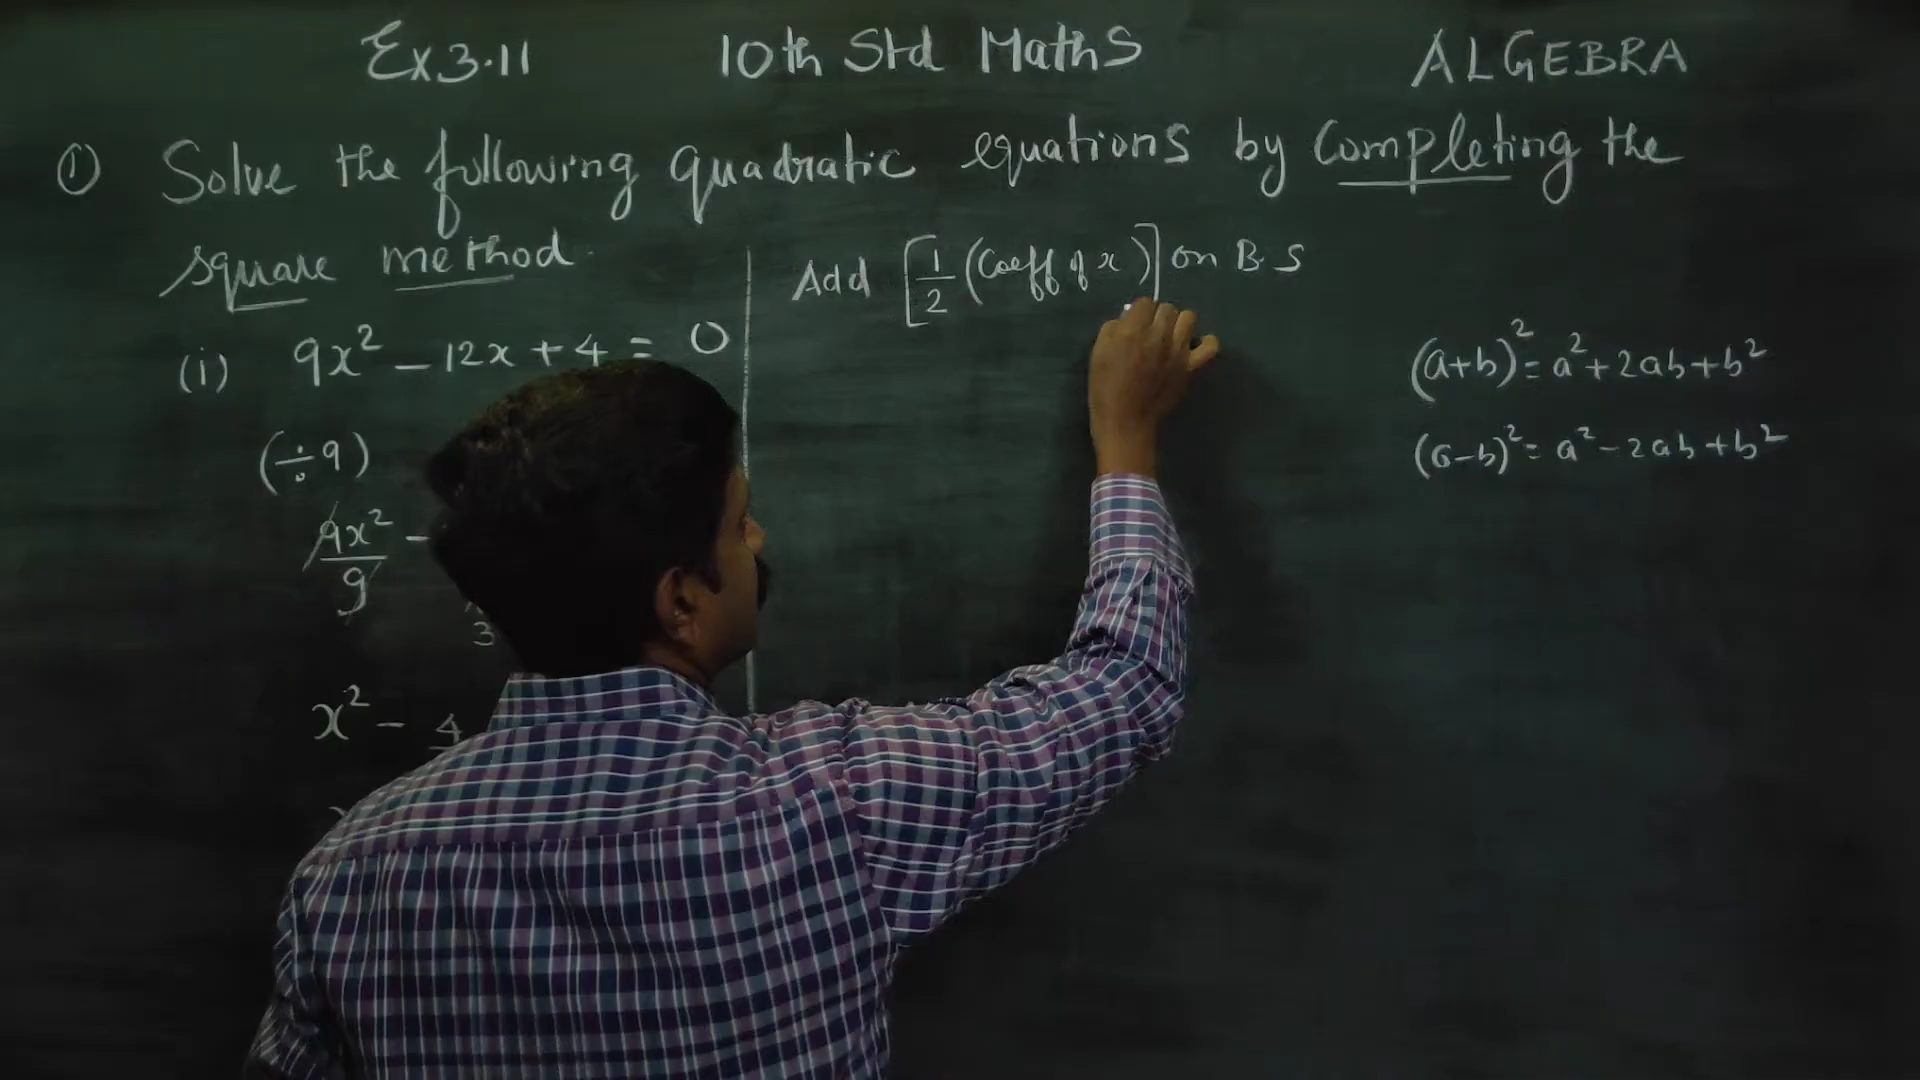 Ex 3.11 10th Std Maths ALGEBRA
① Solve the following quadratic equations by completing the
square method.
(i) 9x² - 12x + 4 = 0
(÷9)
9x²/9 -
3
x² - 4
Add [1/2 (Coeff of x)] on B.S
(a+b)² = a² + 2ab + b²
(a-b)² = a² - 2ab + b²